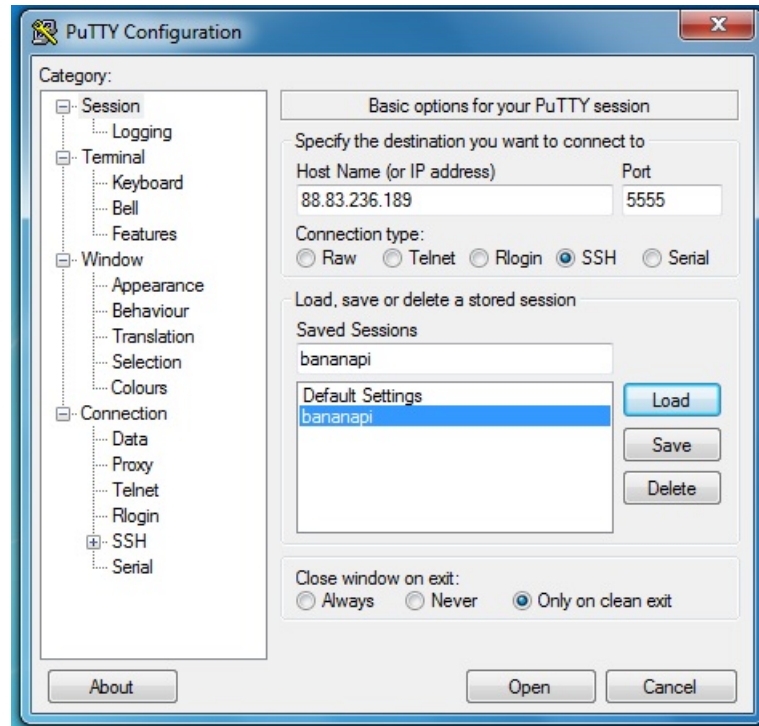 PuTTY Configuration
Category:
Session
Logging
Terminal
Keyboard
Bell
Features
Window
Appearance
Behaviour
Translation
Selection
Colours
Connection
Data
Proxy
Telnet
Rlogin
SSH
Serial
Basic options for your PuTTY session
Specify the destination you want to connect to
Host Name (or IP address) Port
88.83.236.189 5555
Connection type:
Raw Telnet Rlogin SSH Serial
Load, save or delete a stored session
Saved Sessions
bananapi
Default Settings
bananapi
Load
Save
Delete
Close window on exit:
Always Never Only on clean exit
About Open Cancel